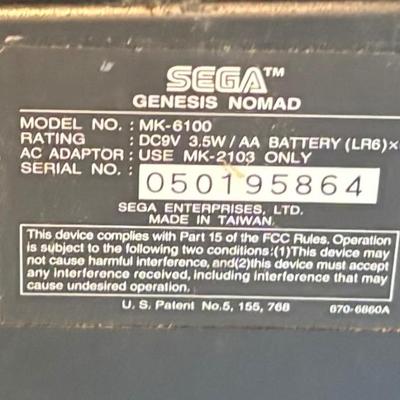 SEGA™
GENESIS NOMAD
MODEL NO. : MK-6100
RATING : DC9V 3.5W / AA BATTERY (LR6)×
AC ADAPTOR : USE MK-2103 ONLY
SERIAL NO. : 050195864
SEGA ENTERPRISES, LTD.
MADE IN TAIWAN.
This device complies with Part 15 of the FCC Rules. Operation
is subject to the following two conditions:(1)This device may
not cause harmful interference, and(2)this device must accept
any interference received, including interference that may
cause undesired operation.
U. S. Patent No.5, 155, 768 670-6860A